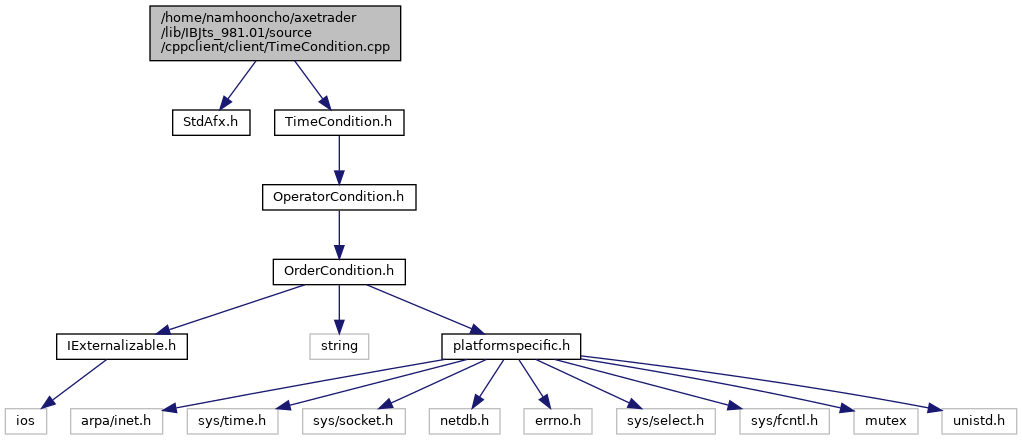 /home/namhooncho/axetrader
/lib/IBJts_981.01/source
/cppclient/client/TimeCondition.cpp
StdAfx.h
TimeCondition.h
OperatorCondition.h
OrderCondition.h
IExternalizable.h
string
platformspecific.h
ios
arpa/inet.h
sys/time.h
sys/socket.h
netdb.h
errno.h
sys/select.h
sys/fcntl.h
mutex
unistd.h